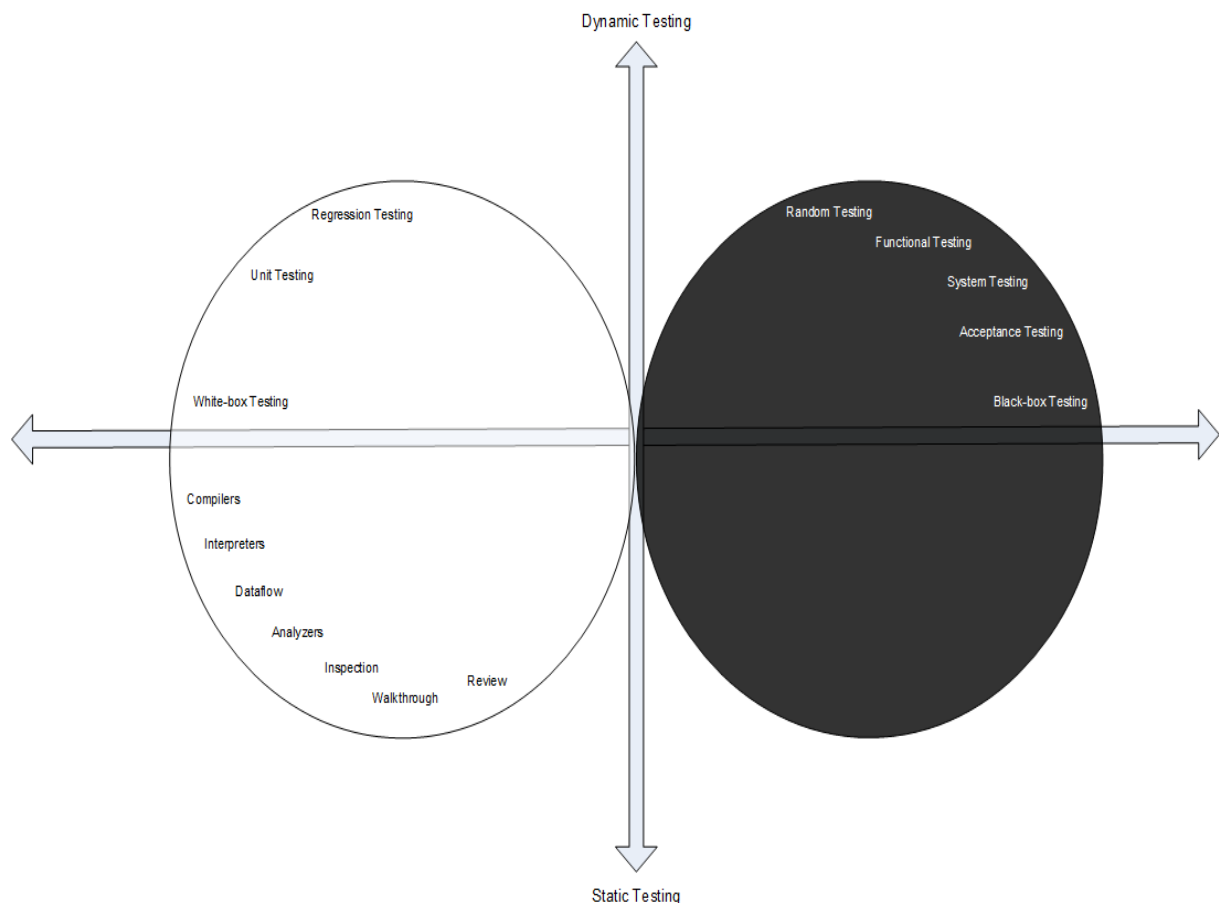 Dynamic Testing
Regression Testing
Unit Testing
White-box Testing
Compilers
Interpreters
Dataflow
Analyzers
Inspection
Walkthrough
Review
Random Testing
Functional Testing
System Testing
Acceptance Testing
Black-box Testing
Static Testing